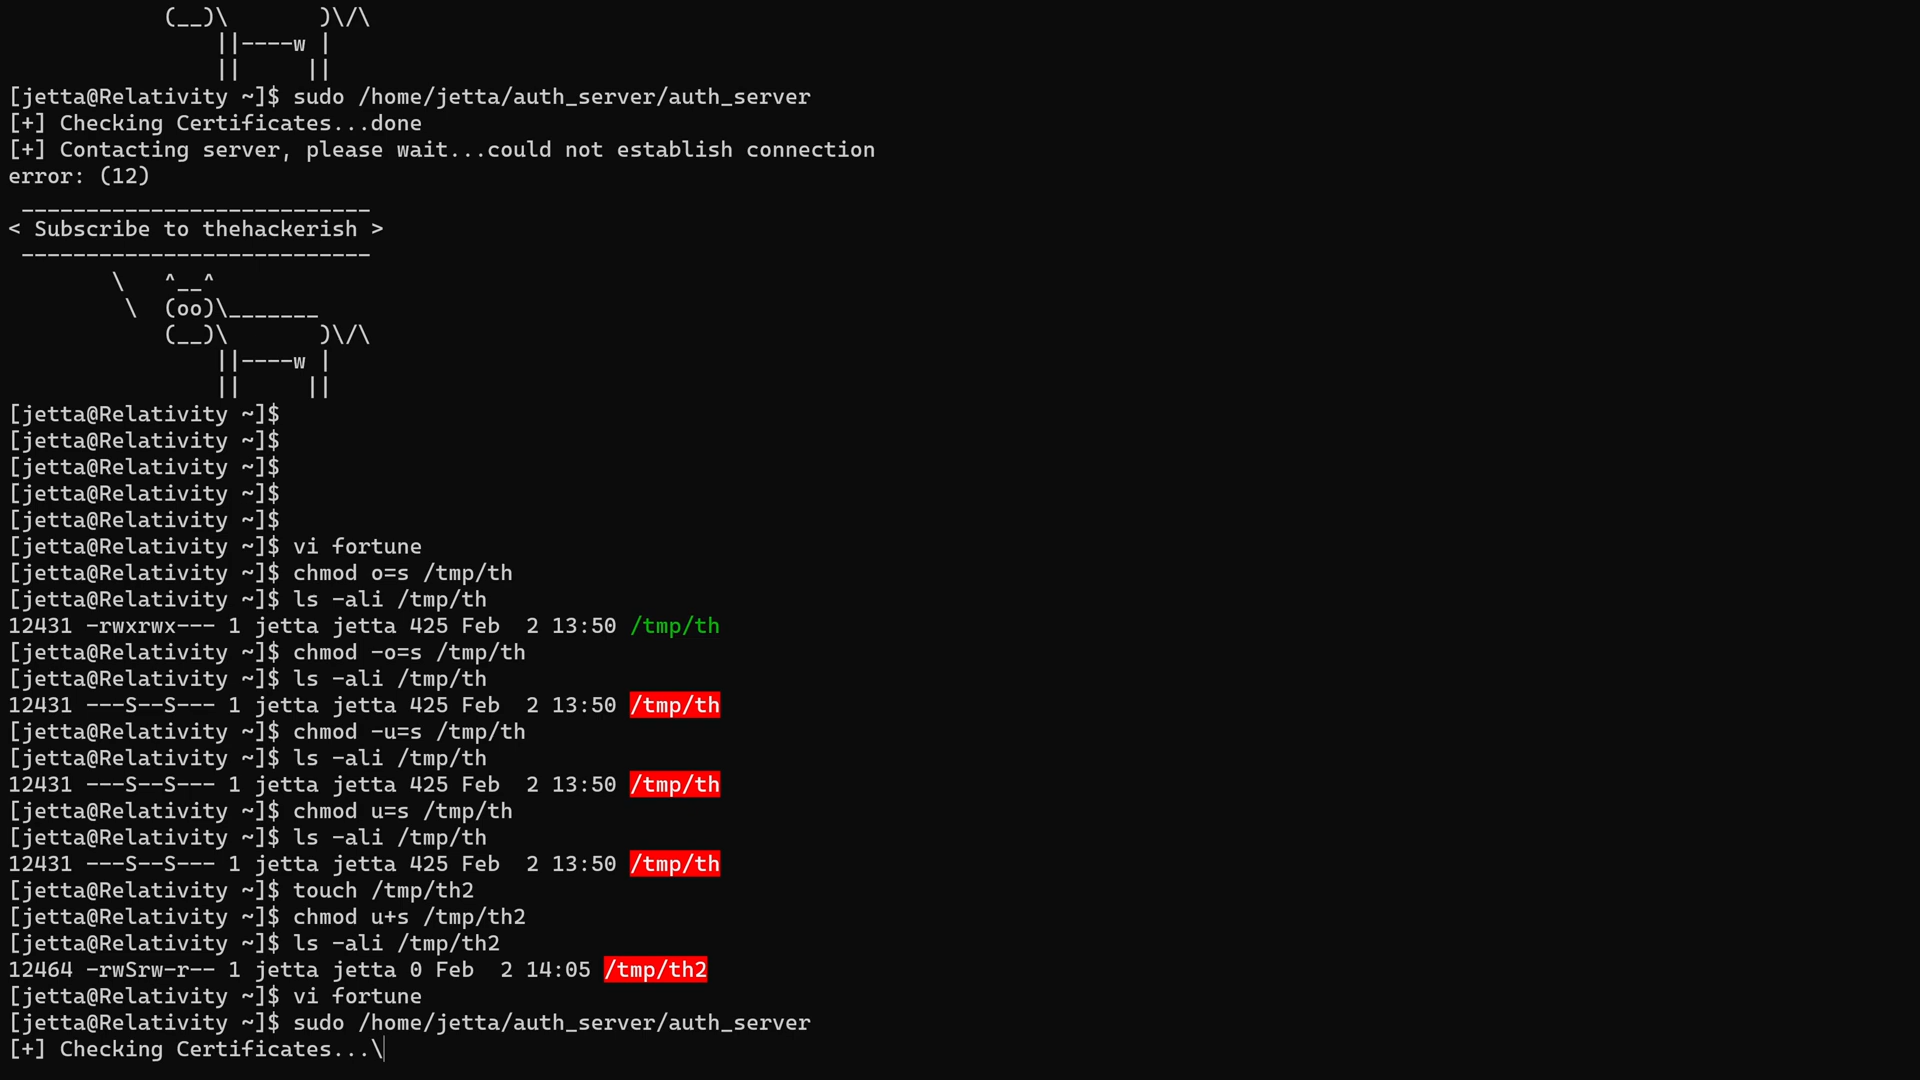 (__)\       )\/\
                ||----w |
                ||     ||
[jetta@Relativity ~]$ sudo /home/jetta/auth_server/auth_server
[+] Checking Certificates...done
[+] Contacting server, please wait...could not establish connection
error: (12)
 ___________________________
< Subscribe to thehackerish >
 ---------------------------
        \   ^__^
         \  (oo)\_______
            (__)\       )\/\
                ||----w |
                ||     ||
[jetta@Relativity ~]$
[jetta@Relativity ~]$
[jetta@Relativity ~]$
[jetta@Relativity ~]$
[jetta@Relativity ~]$
[jetta@Relativity ~]$ vi fortune
[jetta@Relativity ~]$ chmod o=s /tmp/th
[jetta@Relativity ~]$ ls -ali /tmp/th
12431 -rwxrwx--- 1 jetta jetta 425 Feb  2 13:50 /tmp/th
[jetta@Relativity ~]$ chmod -o=s /tmp/th
[jetta@Relativity ~]$ ls -ali /tmp/th
12431 ---S--S--- 1 jetta jetta 425 Feb  2 13:50 /tmp/th
[jetta@Relativity ~]$ chmod -u=s /tmp/th
[jetta@Relativity ~]$ ls -ali /tmp/th
12431 ---S--S--- 1 jetta jetta 425 Feb  2 13:50 /tmp/th
[jetta@Relativity ~]$ chmod u=s /tmp/th
[jetta@Relativity ~]$ ls -ali /tmp/th
12431 ---S--S--- 1 jetta jetta 425 Feb  2 13:50 /tmp/th
[jetta@Relativity ~]$ touch /tmp/th2
[jetta@Relativity ~]$ chmod u+s /tmp/th2
[jetta@Relativity ~]$ ls -ali /tmp/th2
12464 -rwSrw-r-- 1 jetta jetta 0 Feb  2 14:05 /tmp/th2
[jetta@Relativity ~]$ vi fortune
[jetta@Relativity ~]$ sudo /home/jetta/auth_server/auth_server
[+] Checking Certificates...\